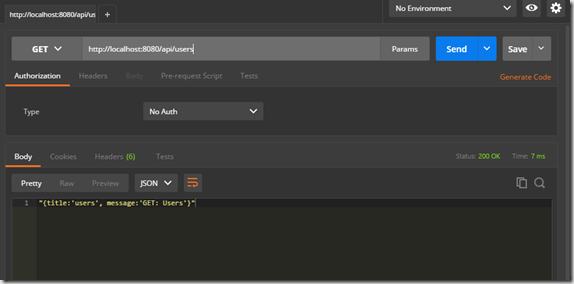 No Environment
http://localhost:8080/api/us
+
GET http://localhost:8080/api/users Params Send Save
Authorization Headers Body Pre-request Script Tests Generate Code
Type No Auth
Body Cookies Headers (6) Tests Status: 200 OK Time: 7 ms
Pretty Raw Preview JSON
1 "{title:'users', message:'GET: Users'}"